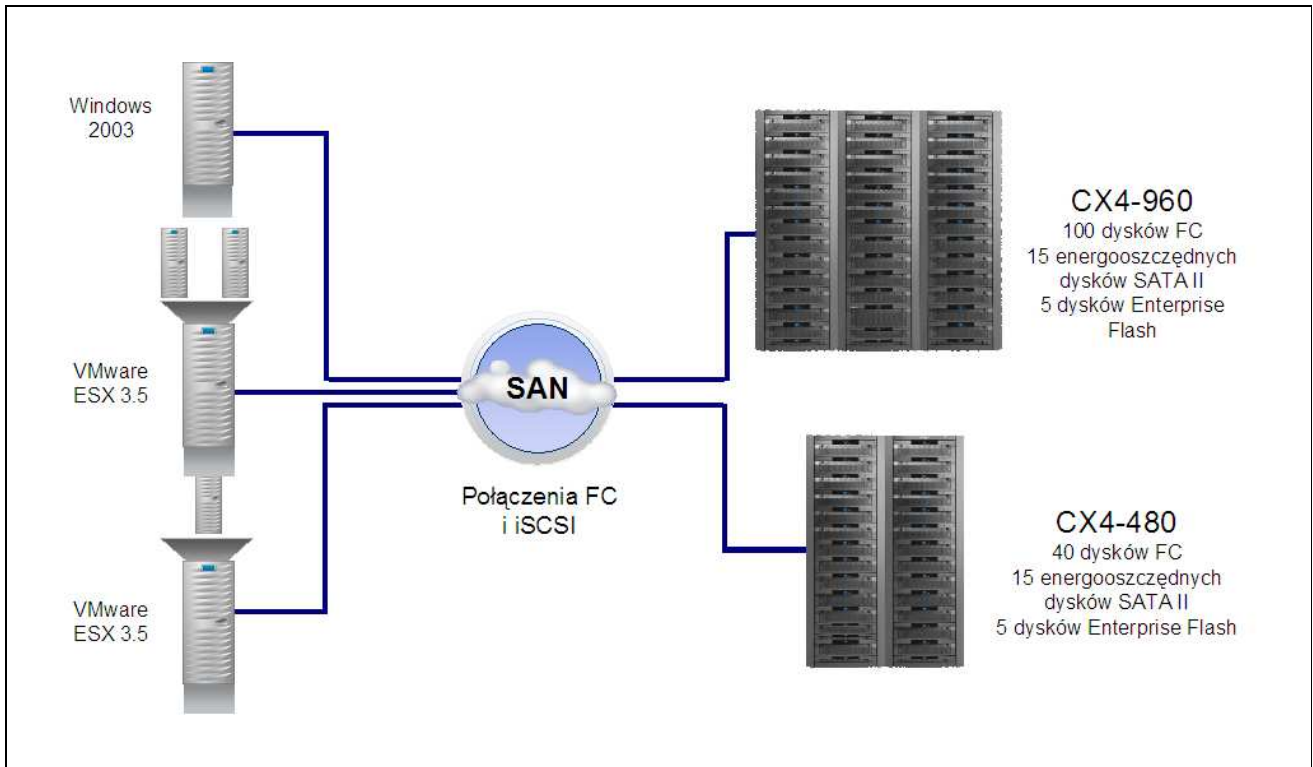 Windows
2003
VMware
ESX 3.5
VMware
ESX 3.5
SAN
Połączenia FC
i iSCSI
CX4-960
100 dysków FC
15 energooszczędnych
dysków SATA II
5 dysków Enterprise
Flash
CX4-480
40 dysków FC
15 energooszczędnych
dysków SATA II
5 dysków Enterprise Flash